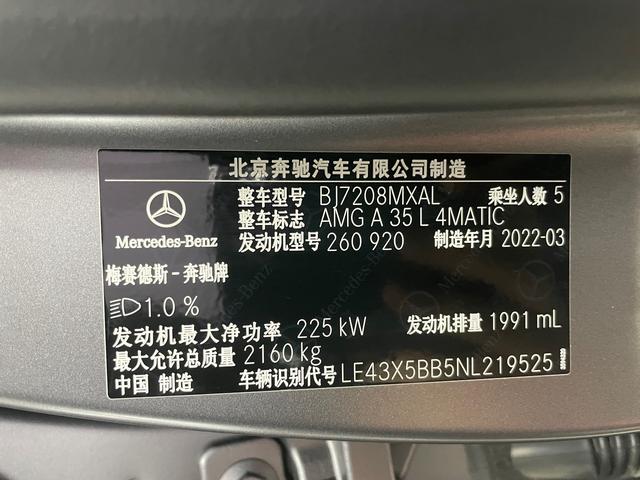 北京奔驰汽车有限公司制造
整车型号 BJ7208MXAL 乘坐人数 5
整车标志 AMG A 35 L 4MATIC
Mercedes-Benz
发动机型号 260 920 制造年月 2022-03
梅赛德斯-奔驰牌
1.0 %
发动机最大净功率 225 kW 发动机排量 1991 mL
最大允许总质量 2160 kg
中国 制造 车辆识别代号 LE43X5BB5NL219525